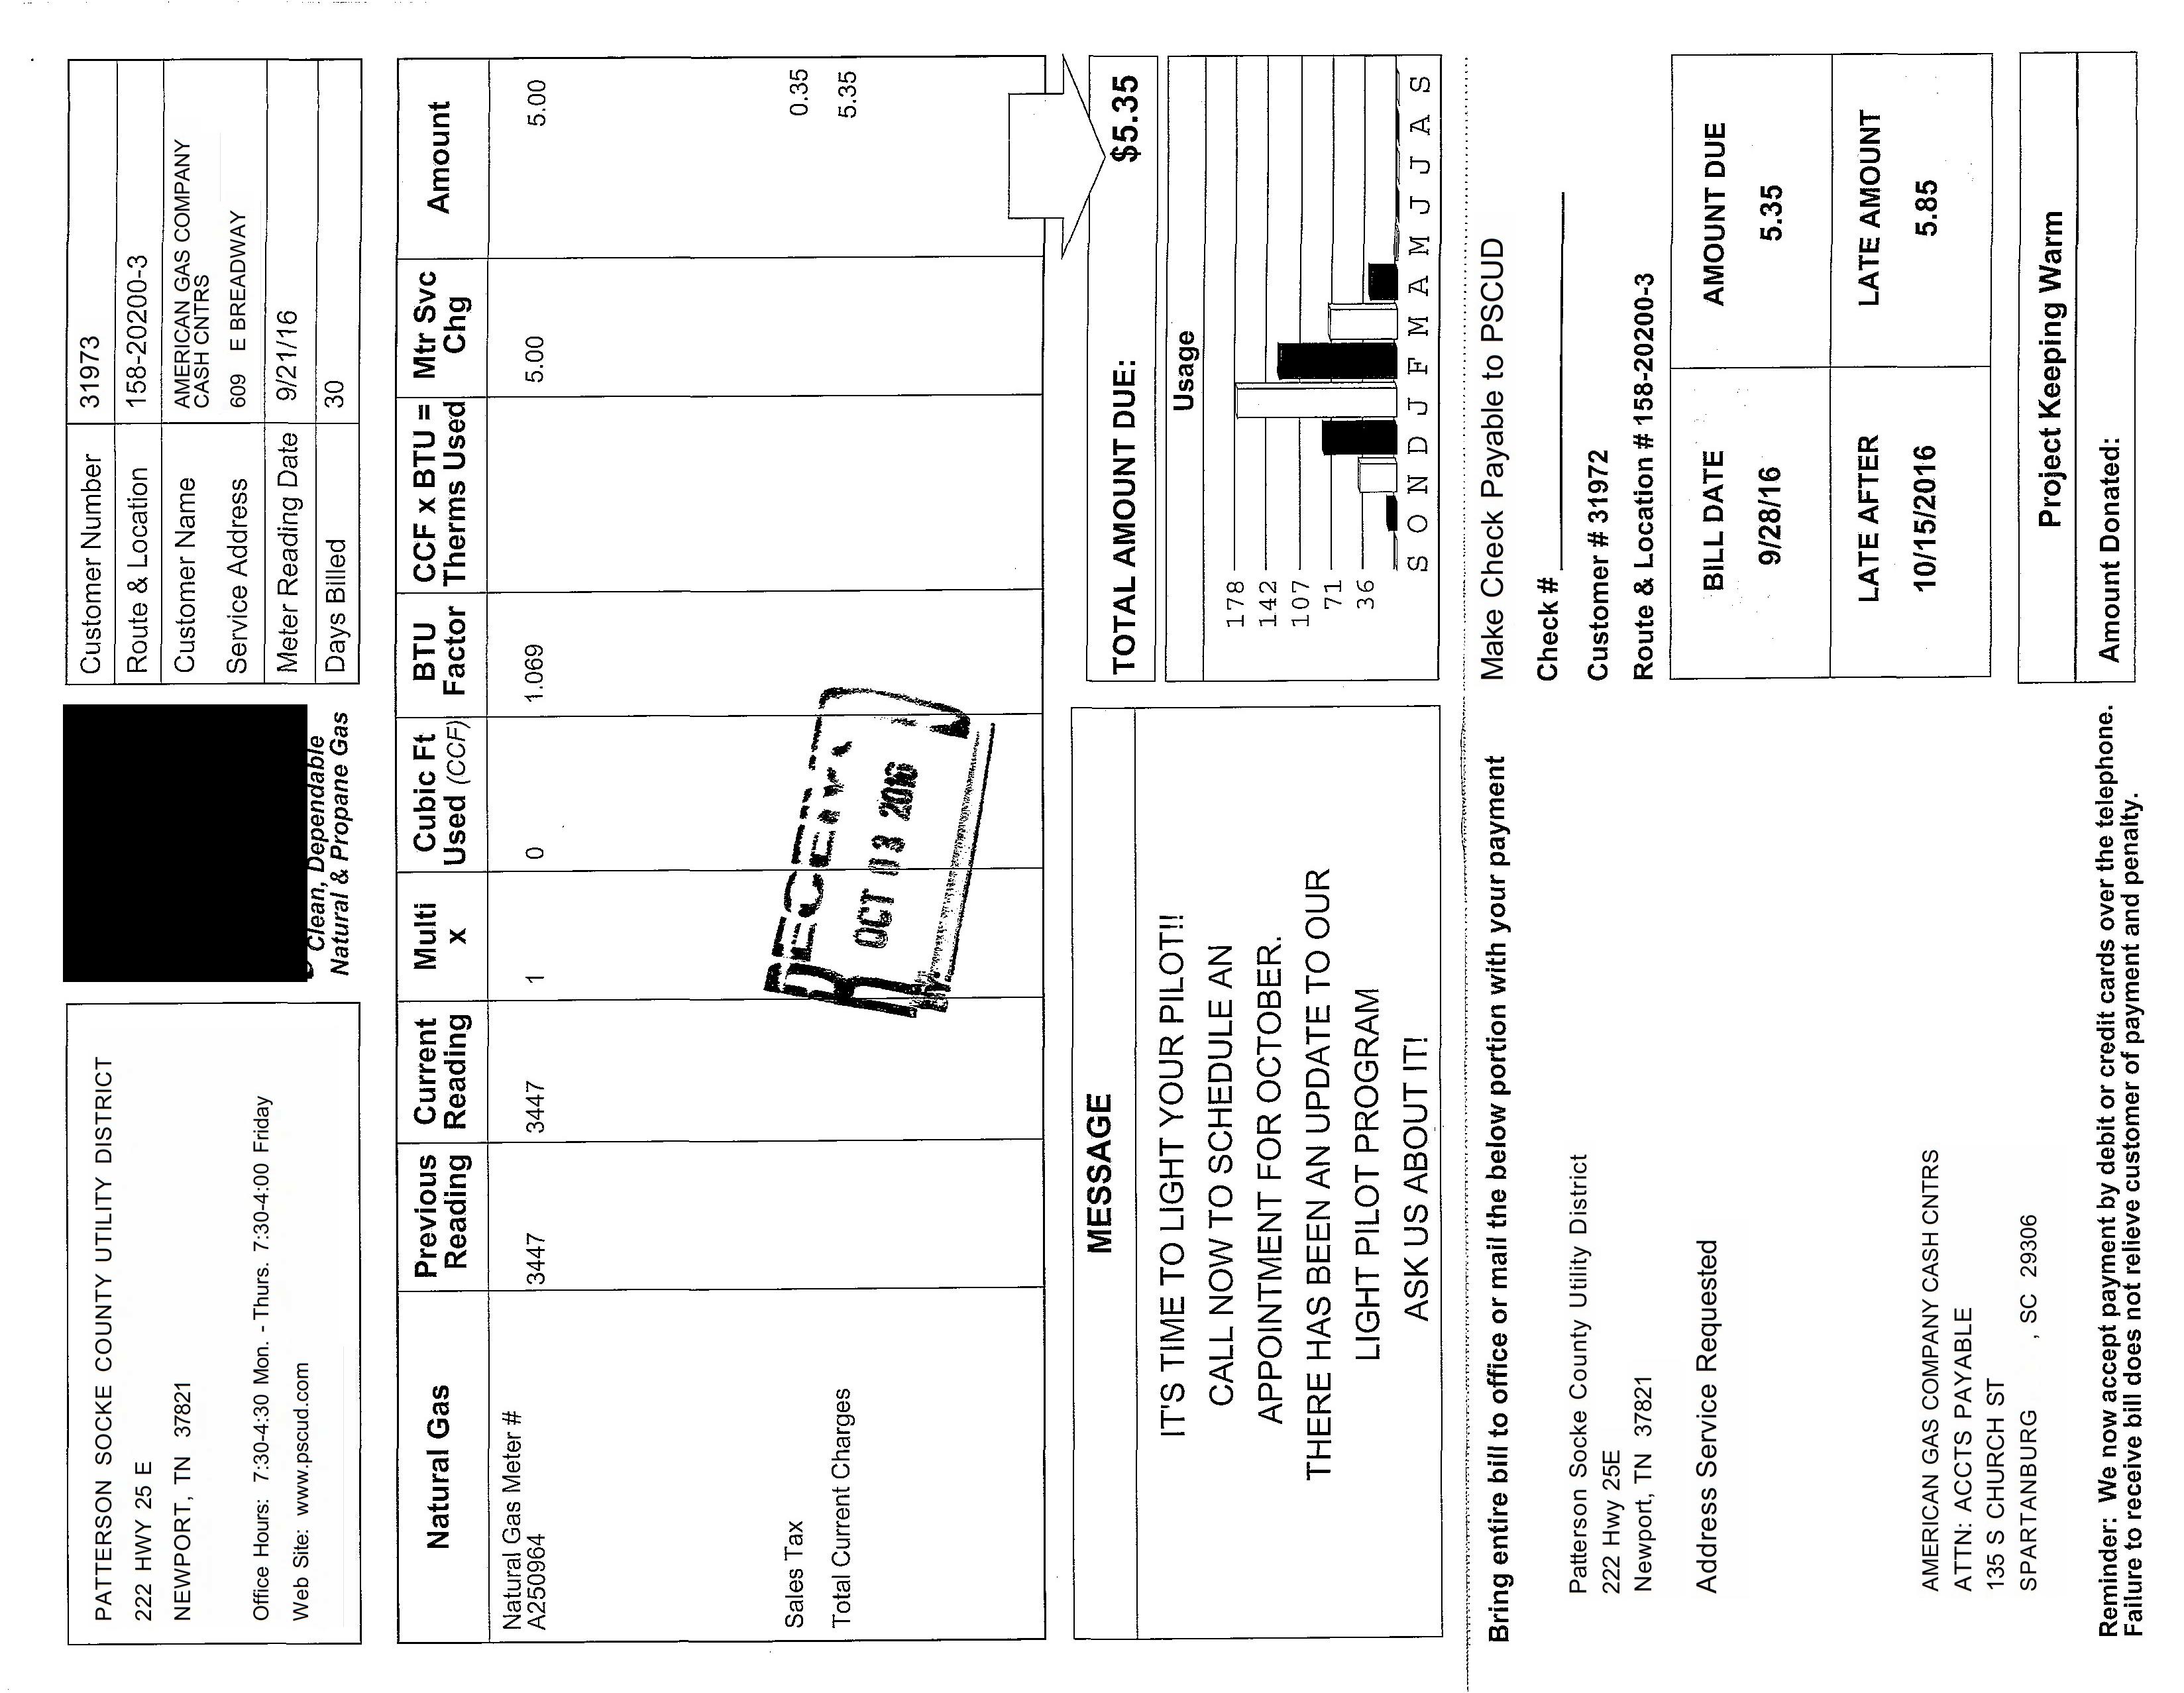 PATTERSON SOCKE COUNTY UTILITY DISTRICT
222 HWY 25 E
NEWPORT, TN 37821
Office Hours: 7:30-4:30 Mon. - Thurs. 7:30-4:00 Friday
Web Site: www.pscud.com
Clean, Dependable
Natural & Propane Gas
Customer Number 31973
Route & Location 158-20200-3
Customer Name AMERICAN GAS COMPANY
CASH CNTRS
Service Address 609 E BREADWAY
Meter Reading Date 9/21/16
Days Billed 30
Natural Gas Previous Reading Current Reading Multi x Cubic Ft Used (CCF) BTU Factor CCF x BTU = Therms Used Mtr Svc Chg Amount
Natural Gas Meter #
A250964 3447 3447 1 0 1.069 5.00 5.00
Sales Tax 0.35
Total Current Charges 5.35
RECEIVED
OCT 03 2016
BY:
MESSAGE
IT'S TIME TO LIGHT YOUR PILOT!!
CALL NOW TO SCHEDULE AN
APPOINTMENT FOR OCTOBER.
THERE HAS BEEN AN UPDATE TO OUR
LIGHT PILOT PROGRAM
ASK US ABOUT IT!
TOTAL AMOUNT DUE: $5.35
Usage
178
142
107
71
36
S O N D J F M A M J J A S
Bring entire bill to office or mail the below portion with your payment
Make Check Payable to PSCUD
Patterson Socke County Utility District
222 Hwy 25E
Newport, TN 37821
Address Service Requested
Check #
Customer # 31972
Route & Location # 158-20200-3
BILL DATE AMOUNT DUE
9/28/16 5.35
LATE AFTER LATE AMOUNT
10/15/2016 5.85
AMERICAN GAS COMPANY CASH CNTRS
ATTN: ACCTS PAYABLE
135 S CHURCH ST
SPARTANBURG , SC 29306
Project Keeping Warm
Amount Donated:
Reminder: We now accept payment by debit or credit cards over the telephone.
Failure to receive bill does not relieve customer of payment and penalty.